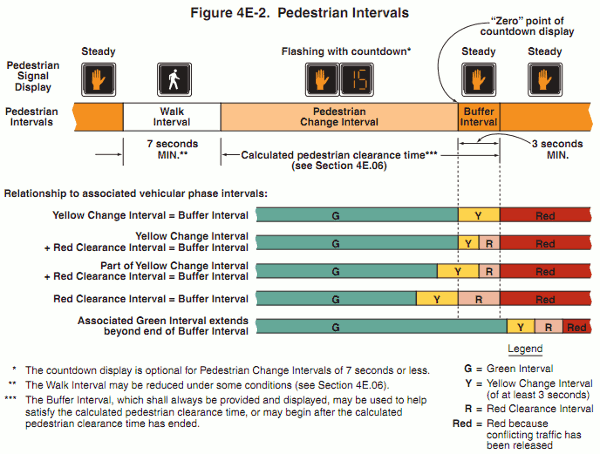 Figure 4E-2. Pedestrian Intervals
“Zero” point of
countdown display
Pedestrian
Signal
Display
Steady
Flashing with countdown*
Steady
Steady
15
Pedestrian
Intervals
Walk
Interval
Pedestrian
Change Interval
Buffer
Interval
7 seconds
MIN.**
Calculated pedestrian clearance time***
(see Section 4E.06)
3 seconds
MIN.
Relationship to associated vehicular phase intervals:
Yellow Change Interval = Buffer Interval
G Y Red
Yellow Change Interval
+ Red Clearance Interval = Buffer Interval
G Y R Red
Part of Yellow Change Interval
+ Red Clearance Interval = Buffer Interval
G Y R Red
Red Clearance Interval = Buffer Interval
G Y R Red
Associated Green Interval extends
beyond end of Buffer Interval
G Y R Red
* The countdown display is optional for Pedestrian Change Intervals of 7 seconds or less.
** The Walk Interval may be reduced under some conditions (see Section 4E.06).
*** The Buffer Interval, which shall always be provided and displayed, may be used to help
satisfy the calculated pedestrian clearance time, or may begin after the calculated
pedestrian clearance time has ended.
Legend
G = Green Interval
Y = Yellow Change Interval
(of at least 3 seconds)
R = Red Clearance Interval
Red = Red because
conflicting traffic has
been released